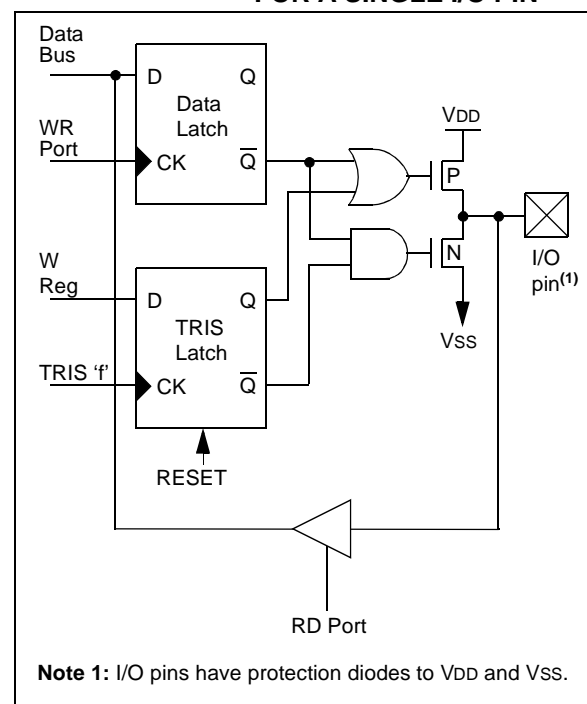 FOR A SINGLE I/O PIN
Data
Bus
D
Q
Data
Latch
WR
Port
CK
Q
VDD
P
N
I/O
pin(1)
VSS
W
Reg
D
Q
TRIS
Latch
TRIS 'f'
CK
Q
RESET
RD Port
Note 1: I/O pins have protection diodes to VDD and VSS.